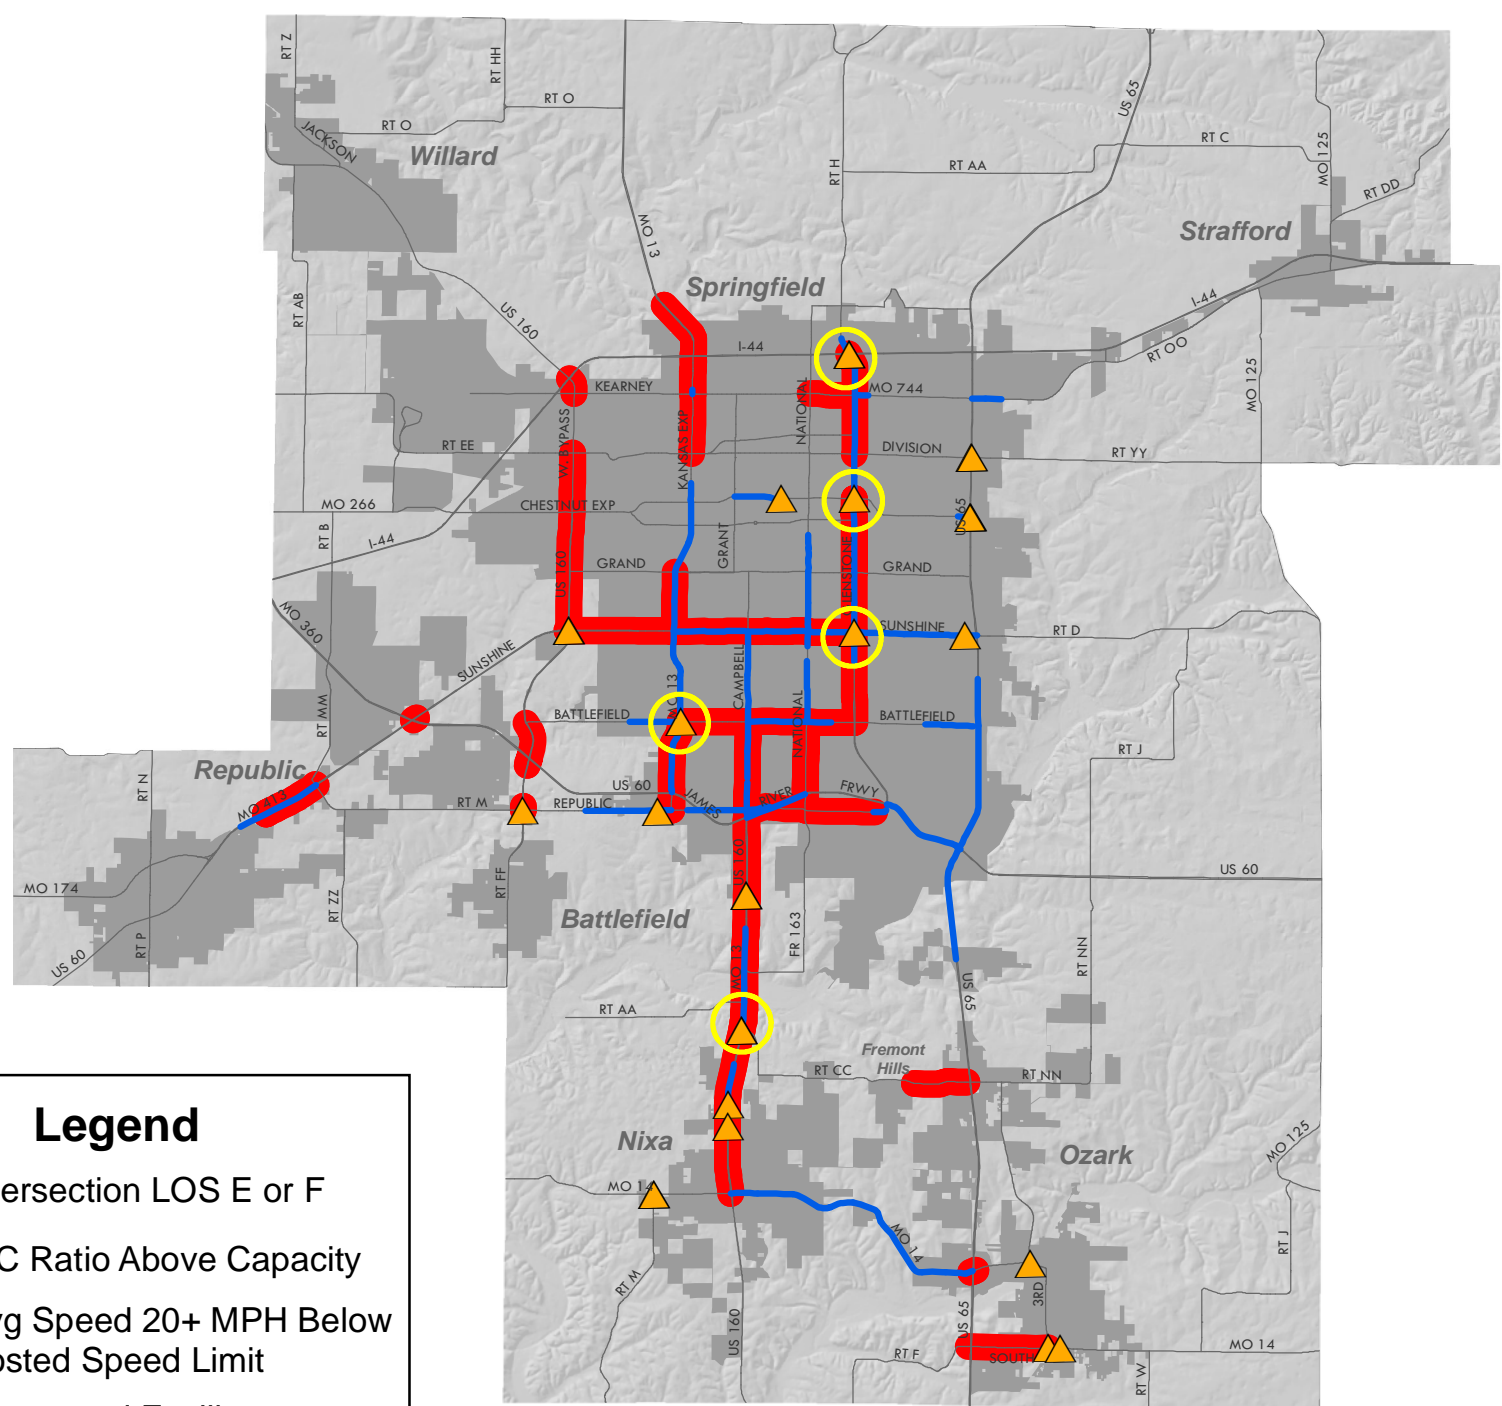 RT Z
RT HH
RT O
RT O
JACKSON
Willard
US 65
RT C
RT H
RT AA
MO 125
RT DD
MO 13
Strafford
Springfield
RT AB
US 160
I-44
I-44
RT OO
KEARNEY
NATIONAL
MO 744
MO 125
W. BYPASS
KANSAS EXP
RT EE
DIVISION
RT YY
MO 266
CHESTNUT EXP
US 65
RT B
I-44
GRANT
US 160
GRAND
GRAND
MO 360
SUNSHINE
RT D
SUNSHINE
CAMPBELL
RT MM
BATTLEFIELD
NATIONAL
BATTLEFIELD
RT J
Republic
RT N
MO 413
RT M
US 60
REPUBLIC
JAMES
RIVER
FRWY
US 160
US 60
MO 174
RT ZZ
RT FF
Battlefield
RT P
US 60
FR 163
MO 13
RT NN
US 65
RT AA
Fremont
Hills
RT CC
RT NN
Legend
Nixa
Ozark
MO 125
ersection LOS E or F
MO 14
C Ratio Above Capacity
MO 14
RT J
RT M
3RD
g Speed 20+ MPH Below
US 160
US 65
osted Speed Limit
RT F
SOUTH
MO 14
RT W